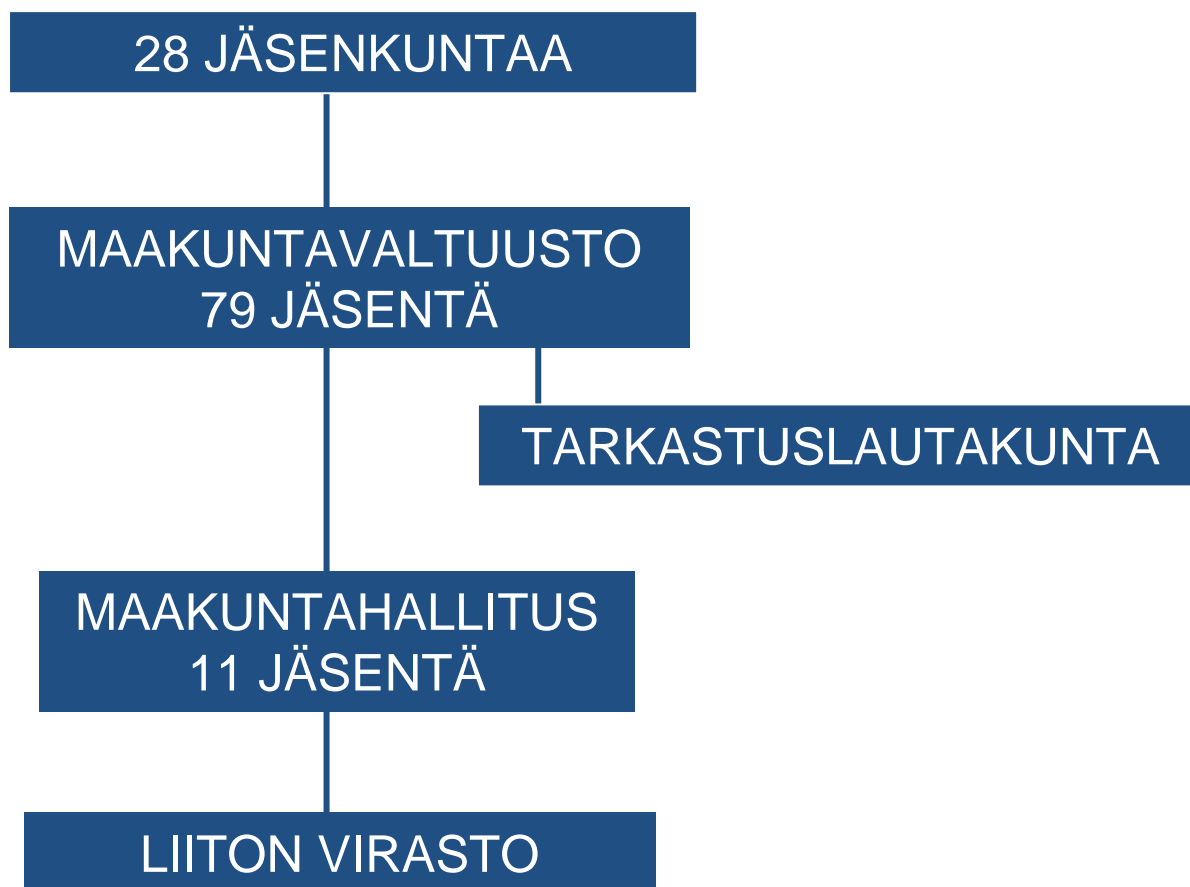 28 JÄSENKUNTAA
MAAKUNTAVALTUUSTO
79 JÄSENTÄ
TARKASTUSLAUTAKUNTA
MAAKUNTAHALLITUS
11 JÄSENTÄ
LIITON VIRASTO